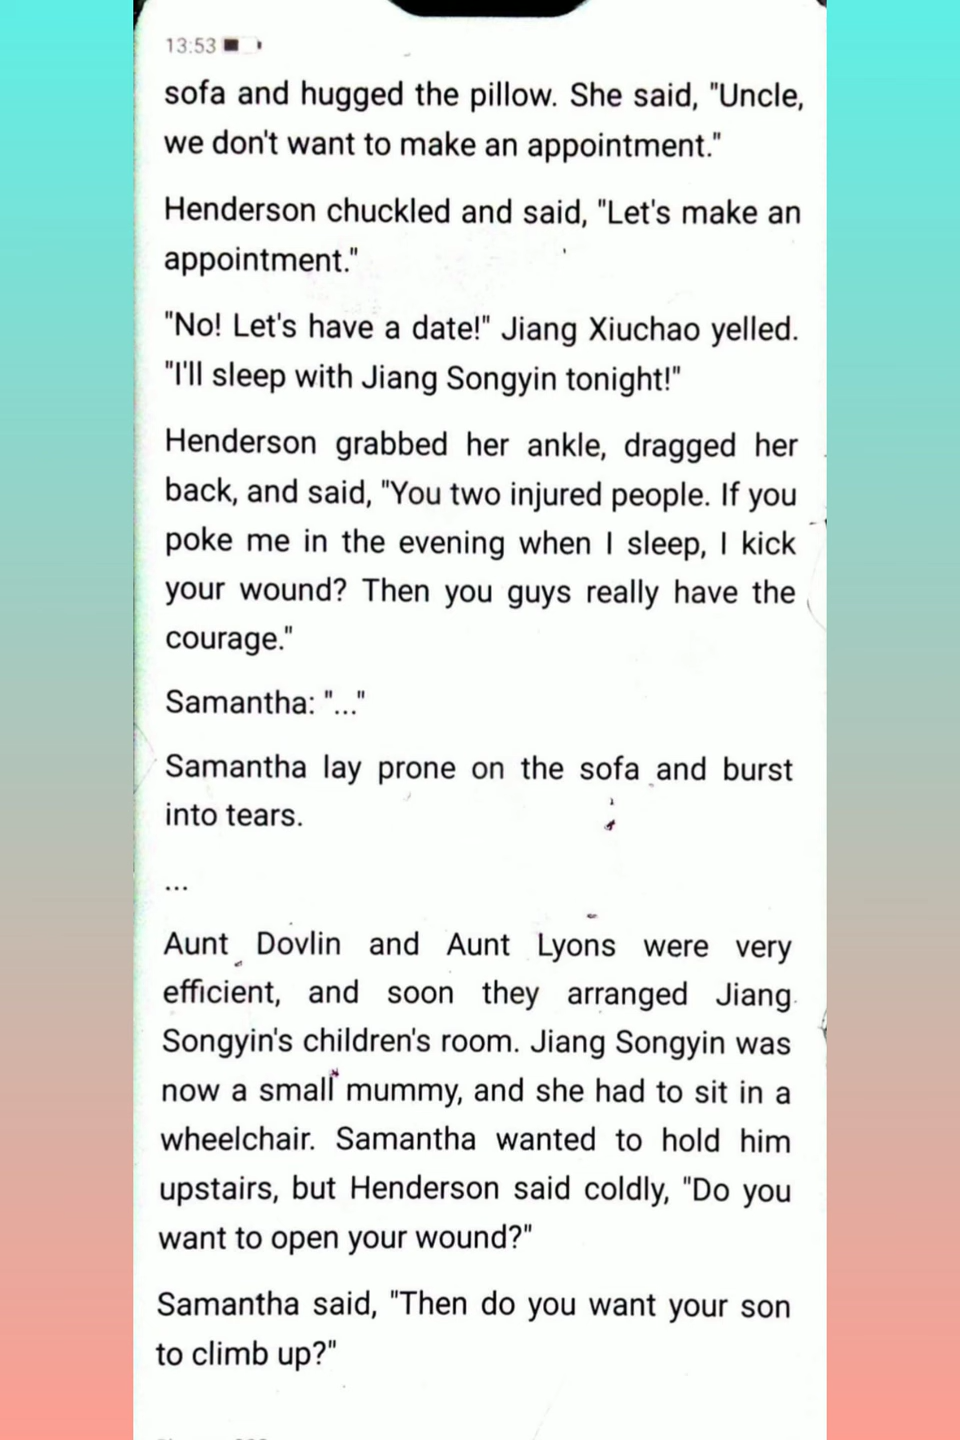 13:53
sofa and hugged the pillow. She said, "Uncle,
we don't want to make an appointment."
Henderson chuckled and said, "Let's make an
appointment."
"No! Let's have a date!" Jiang Xiuchao yelled.
"I'll sleep with Jiang Songyin tonight!"
Henderson grabbed her ankle, dragged her
back, and said, "You two injured people. If you
poke me in the evening when I sleep, I kick
your wound? Then you guys really have the
courage."
Samantha: "..."
Samantha lay prone on the sofa and burst
into tears.
...
Aunt Dovlin and Aunt Lyons were very
efficient, and soon they arranged Jiang
Songyin's children's room. Jiang Songyin was
now a small mummy, and she had to sit in a
wheelchair. Samantha wanted to hold him
upstairs, but Henderson said coldly, "Do you
want to open your wound?"
Samantha said, "Then do you want your son
to climb up?"